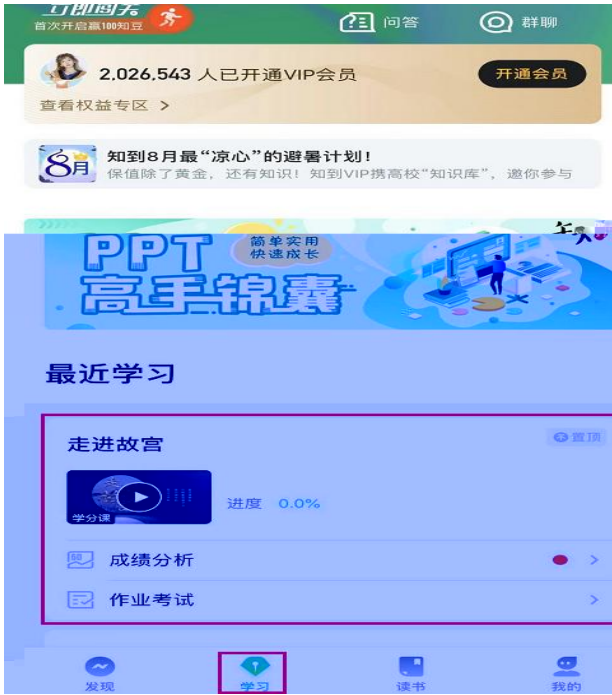 首次开启赢100知豆
问答
群聊
2,026,543 人已开通VIP会员
开通会员
查看权益专区 >
8月
知到8月最“凉心”的避暑计划！
保值除了黄金，还有知识！知到VIP携高校“知识库”，邀你参与
PPT
简单实用
快速成长
高手锦囊
最近学习
走进故宫
置顶
学分课
进度 0.0%
成绩分析
作业考试
发现
学习
读书
我的